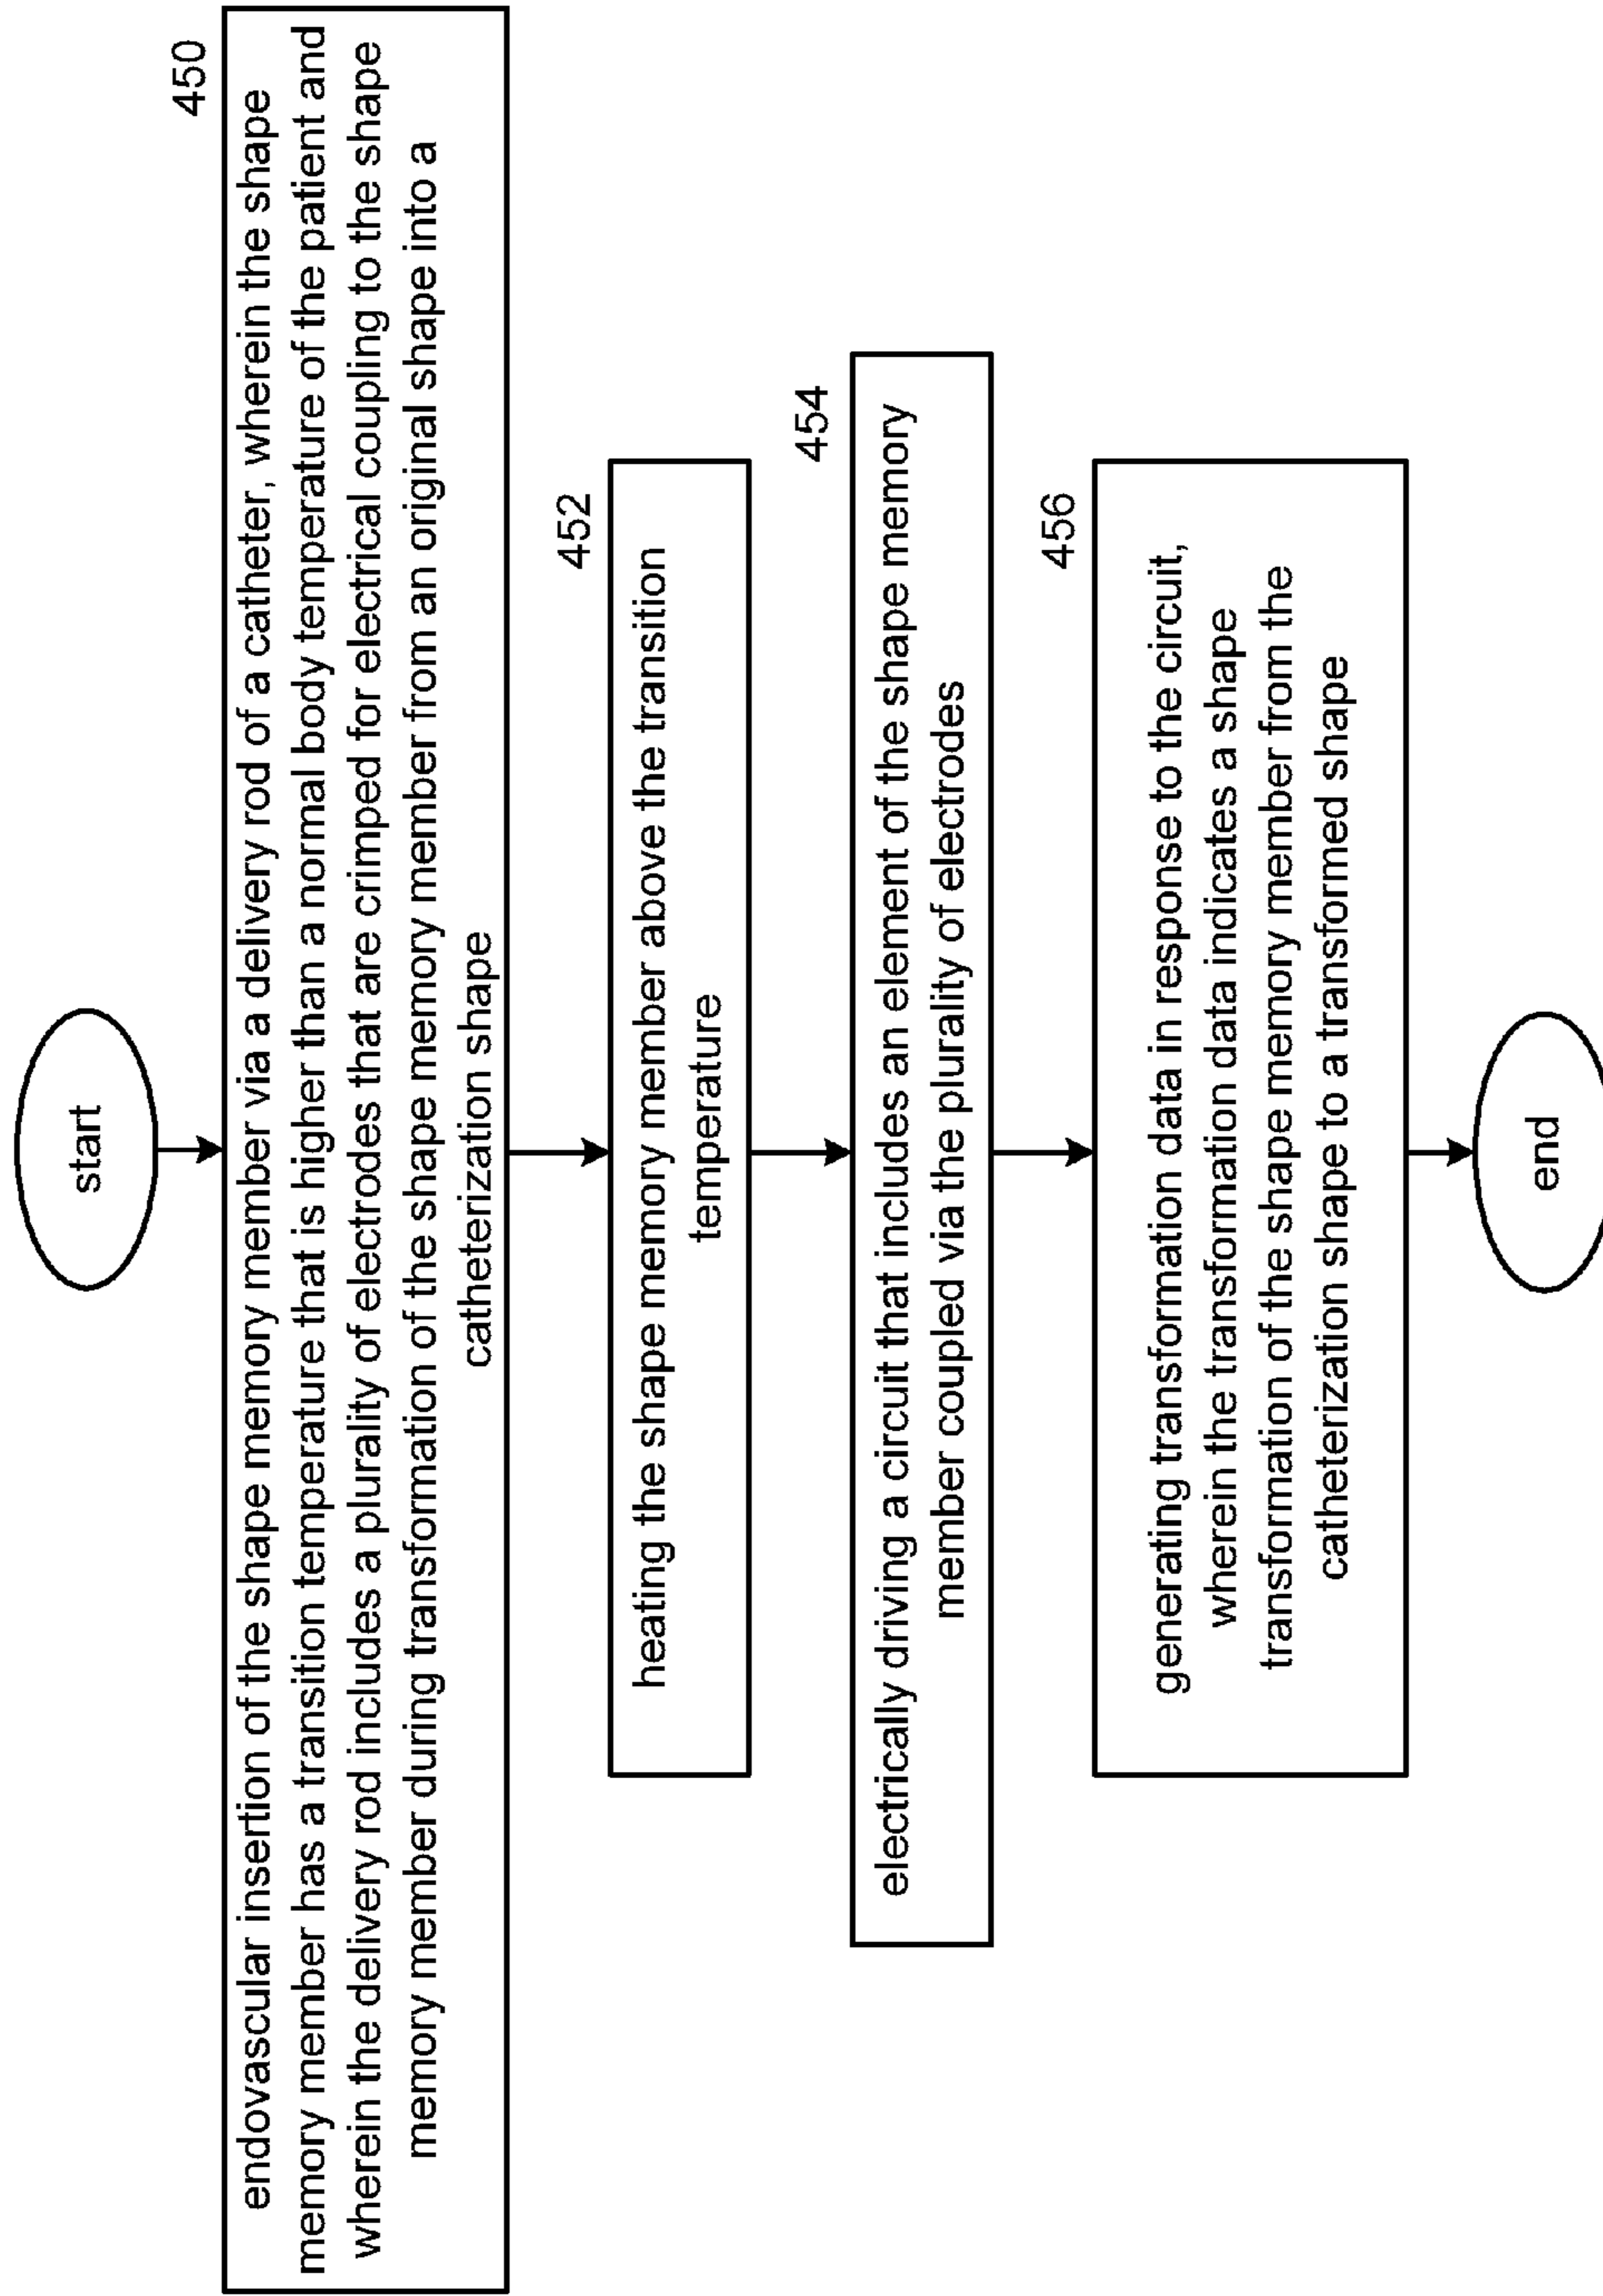 start
450
endovascular insertion of the shape memory member via a delivery rod of a catheter, wherein the shape
memory member has a transition temperature that is higher than a normal body temperature of the patient and
wherein the delivery rod includes a plurality of electrodes that are crimped for electrical coupling to the shape
memory member during transformation of the shape memory member from an original shape into a
catheterization shape
452
heating the shape memory member above the transition
temperature
454
electrically driving a circuit that includes an element of the shape memory
member coupled via the plurality of electrodes
456
generating transformation data in response to the circuit,
wherein the transformation data indicates a shape
transformation of the shape memory member from the
catheterization shape to a transformed shape
end